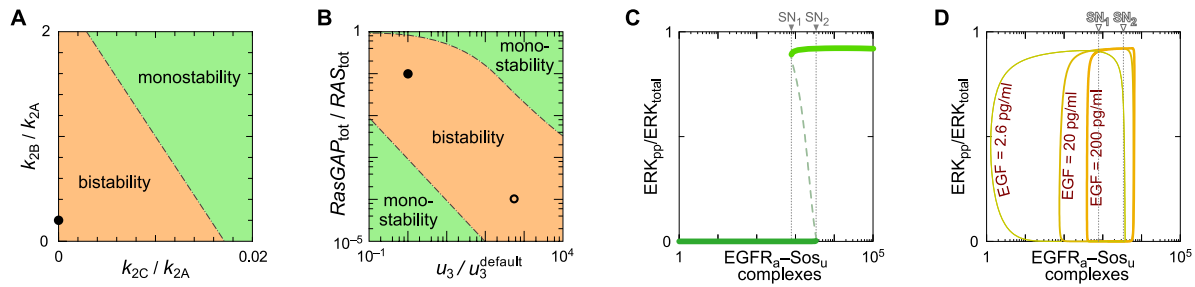 A
2
k2B / k2A
0
monostability
bistability
0
0.02
k2C / k2A
B
1
RasGAPtot / RAStot
10⁻⁵
mono-
stability
bistability
mono-
stability
10⁻¹
10⁴
u3 / u3default
C
SN1
SN2
1
ERKpp/ERKtotal
0
1
10⁵
EGFRa–Sosu
complexes
D
SN1
SN2
1
ERKpp/ERKtotal
0
EGF = 2.6 pg/ml
EGF = 20 pg/ml
EGF = 200 pg/ml
1
10⁵
EGFRa–Sosu
complexes